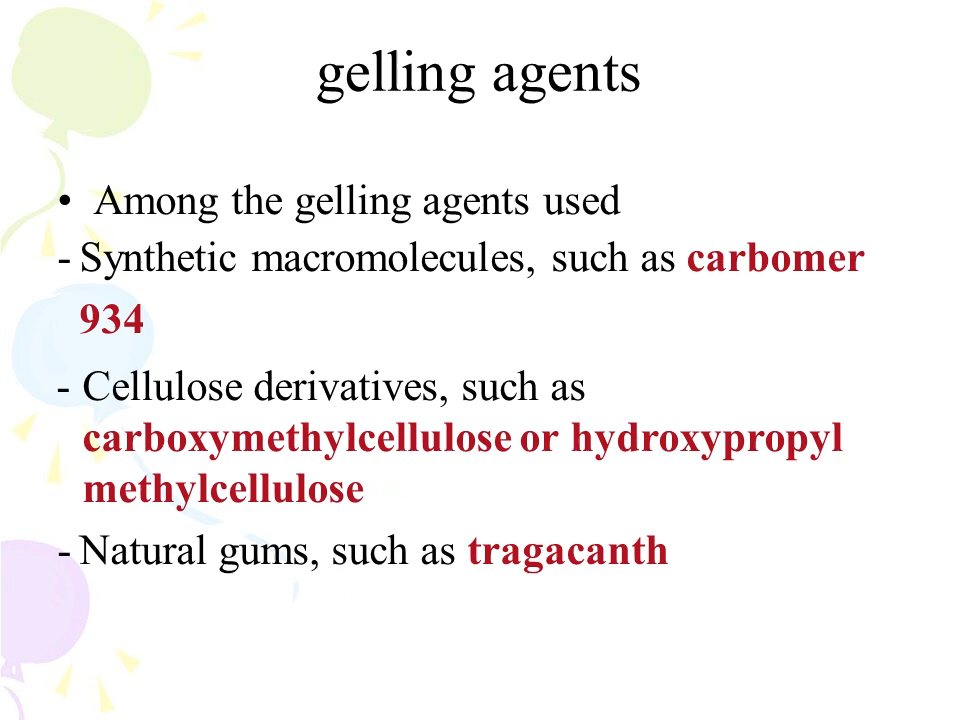 gelling agents
• Among the gelling agents used
- Synthetic macromolecules, such as carbomer
934
- Cellulose derivatives, such as
carboxymethylcellulose or hydroxypropyl
methylcellulose
- Natural gums, such as tragacanth